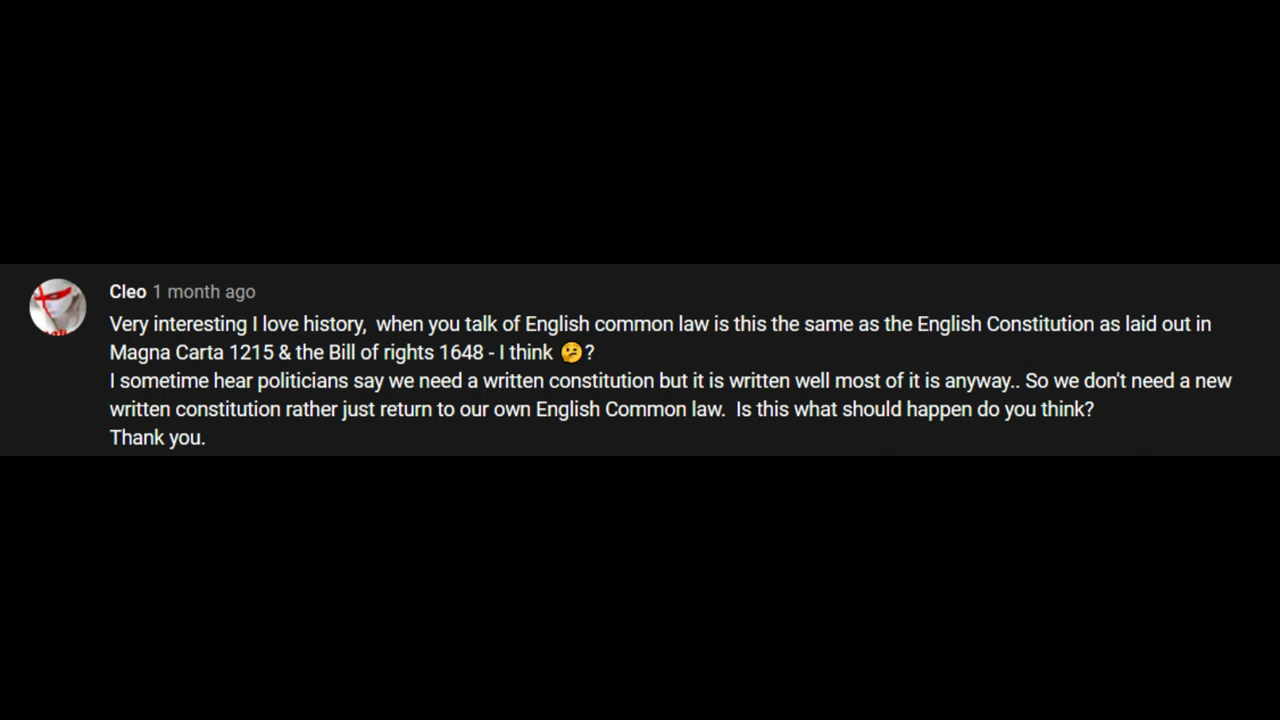 Cleo 1 month ago
Very interesting I love history,  when you talk of English common law is this the same as the English Constitution as laid out in
Magna Carta 1215 & the Bill of rights 1648 - I think 🤔?
I sometime hear politicians say we need a written constitution but it is written well most of it is anyway.. So we don't need a new
written constitution rather just return to our own English Common law.  Is this what should happen do you think?
Thank you.